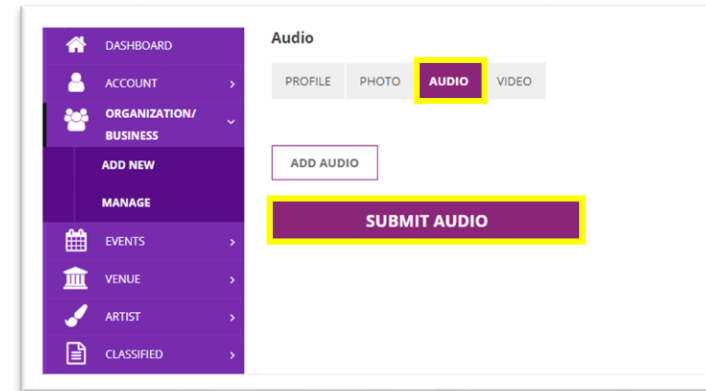 DASHBOARD
ACCOUNT
ORGANIZATION/
BUSINESS
ADD NEW
MANAGE
EVENTS
VENUE
ARTIST
CLASSIFIED
Audio
PROFILE PHOTO AUDIO VIDEO
ADD AUDIO
SUBMIT AUDIO